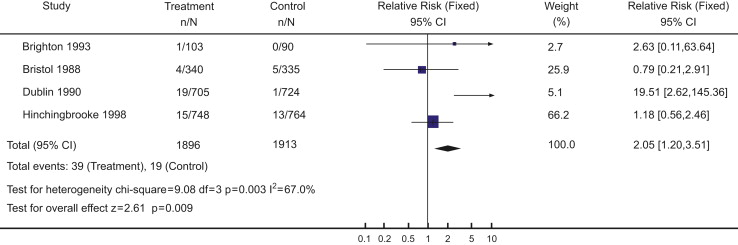 Study Treatment Control Relative Risk (Fixed) Weight Relative Risk (Fixed)
n/N n/N 95% CI (%) 95% CI
Brighton 1993 1/103 0/90 2.7 2.63 [0.11,63.64]
Bristol 1988 4/340 5/335 25.9 0.79 [0.21,2.91]
Dublin 1990 19/705 1/724 5.1 19.51 [2.62,145.36]
Hinchingbrooke 1998 15/748 13/764 66.2 1.18 [0.56,2.46]
Total (95% CI) 1896 1913 100.0 2.05 [1.20,3.51]
Total events: 39 (Treatment), 19 (Control)
Test for heterogeneity chi-square=9.08 df=3 p=0.003 I²=67.0%
Test for overall effect z=2.61 p=0.009
0.1 0.2 0.5 1 2 5 10